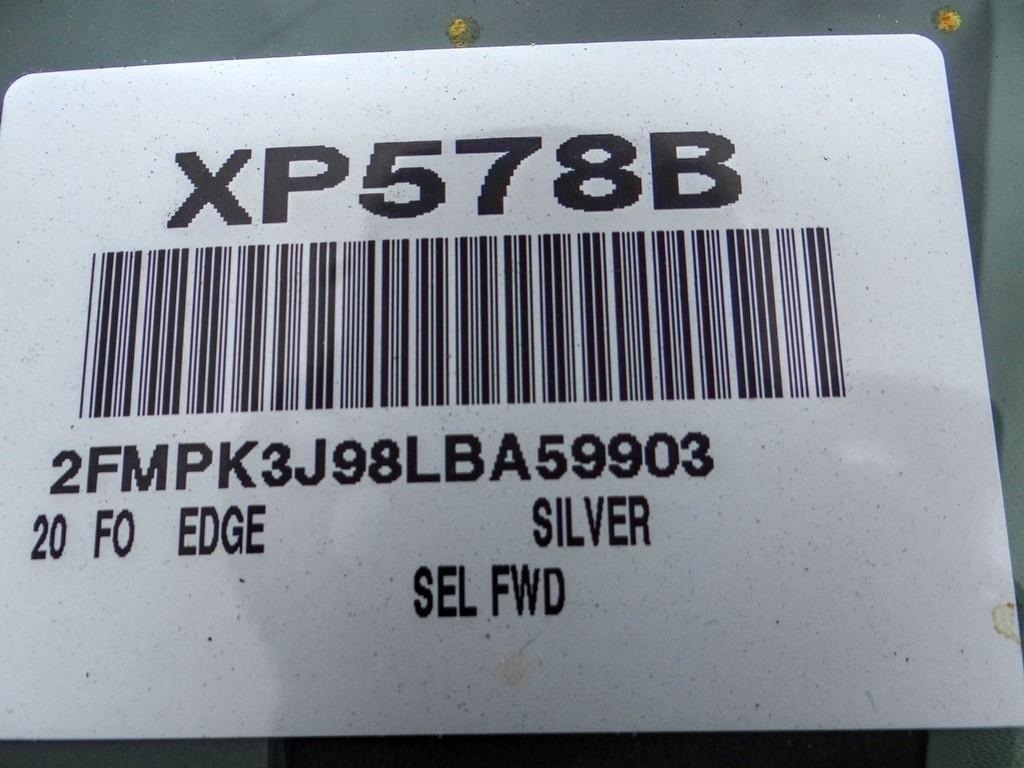 XP578B
2FMPK3J98LBA59903
20 FO EDGE SILVER
SEL FWD